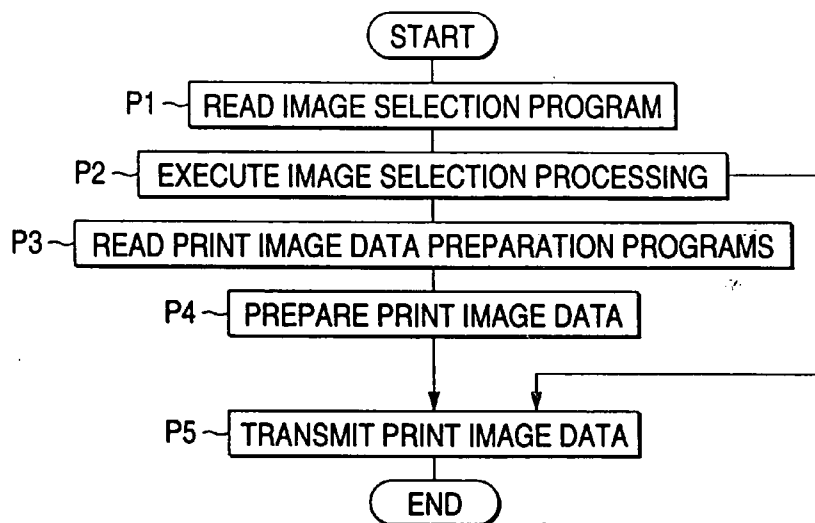 START
P1 READ IMAGE SELECTION PROGRAM
P2 EXECUTE IMAGE SELECTION PROCESSING
P3 READ PRINT IMAGE DATA PREPARATION PROGRAMS
P4 PREPARE PRINT IMAGE DATA
P5 TRANSMIT PRINT IMAGE DATA
END